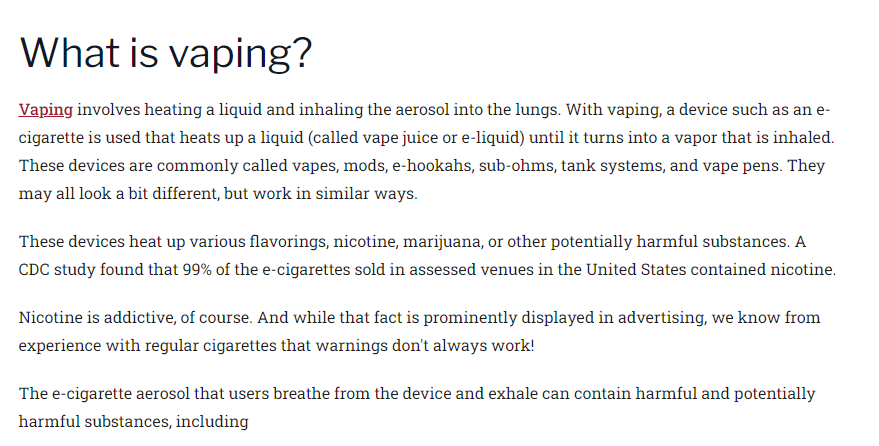 What is vaping?
Vaping involves heating a liquid and inhaling the aerosol into the lungs. With vaping, a device such as an e-
cigarette is used that heats up a liquid (called vape juice or e-liquid) until it turns into a vapor that is inhaled.
These devices are commonly called vapes, mods, e-hookahs, sub-ohms, tank systems, and vape pens. They
may all look a bit different, but work in similar ways.
These devices heat up various flavorings, nicotine, marijuana, or other potentially harmful substances. A
CDC study found that 99% of the e-cigarettes sold in assessed venues in the United States contained nicotine.
Nicotine is addictive, of course. And while that fact is prominently displayed in advertising, we know from
experience with regular cigarettes that warnings don't always work!
The e-cigarette aerosol that users breathe from the device and exhale can contain harmful and potentially
harmful substances, including